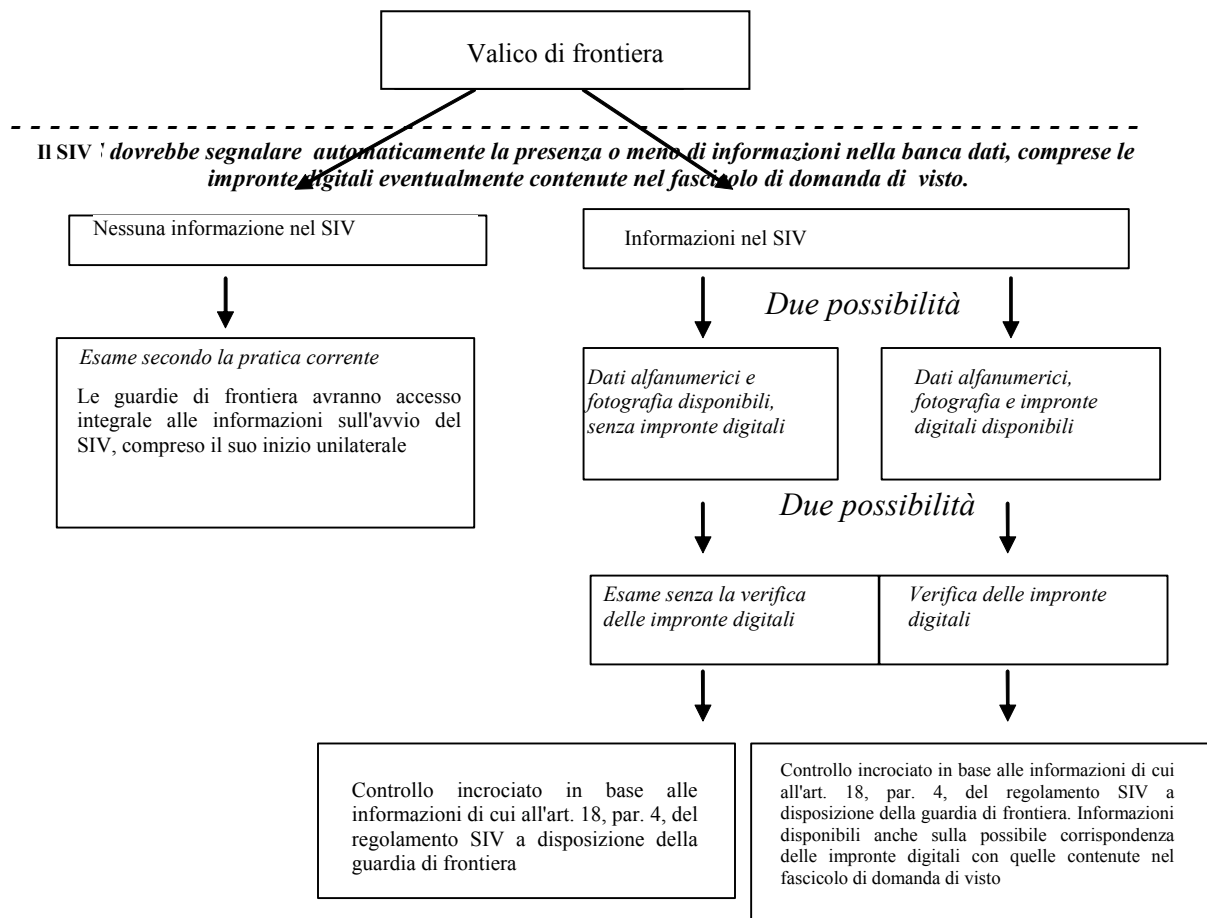 Valico di frontiera
Il SIV dovrebbe segnalare automaticamente la presenza o meno di informazioni nella banca dati, comprese le
impronte digitali eventualmente contenute nel fascicolo di domanda di visto.
Nessuna informazione nel SIV
Informazioni nel SIV
Due possibilità
Esame secondo la pratica corrente
Le guardie di frontiera avranno accesso
integrale alle informazioni sull'avvio del
SIV, compreso il suo inizio unilaterale
Dati alfanumerici e
fotografia disponibili,
senza impronte digitali
Dati alfanumerici,
fotografia e impronte
digitali disponibili
Due possibilità
Esame senza la verifica
delle impronte digitali
Verifica delle impronte
digitali
Controllo incrociato in base alle
informazioni di cui all'art. 18, par. 4, del
regolamento SIV a disposizione della
guardia di frontiera
Controllo incrociato in base alle informazioni di cui
all'art. 18, par. 4, del regolamento SIV a
disposizione della guardia di frontiera. Informazioni
disponibili anche sulla possibile corrispondenza
delle impronte digitali con quelle contenute nel
fascicolo di domanda di visto